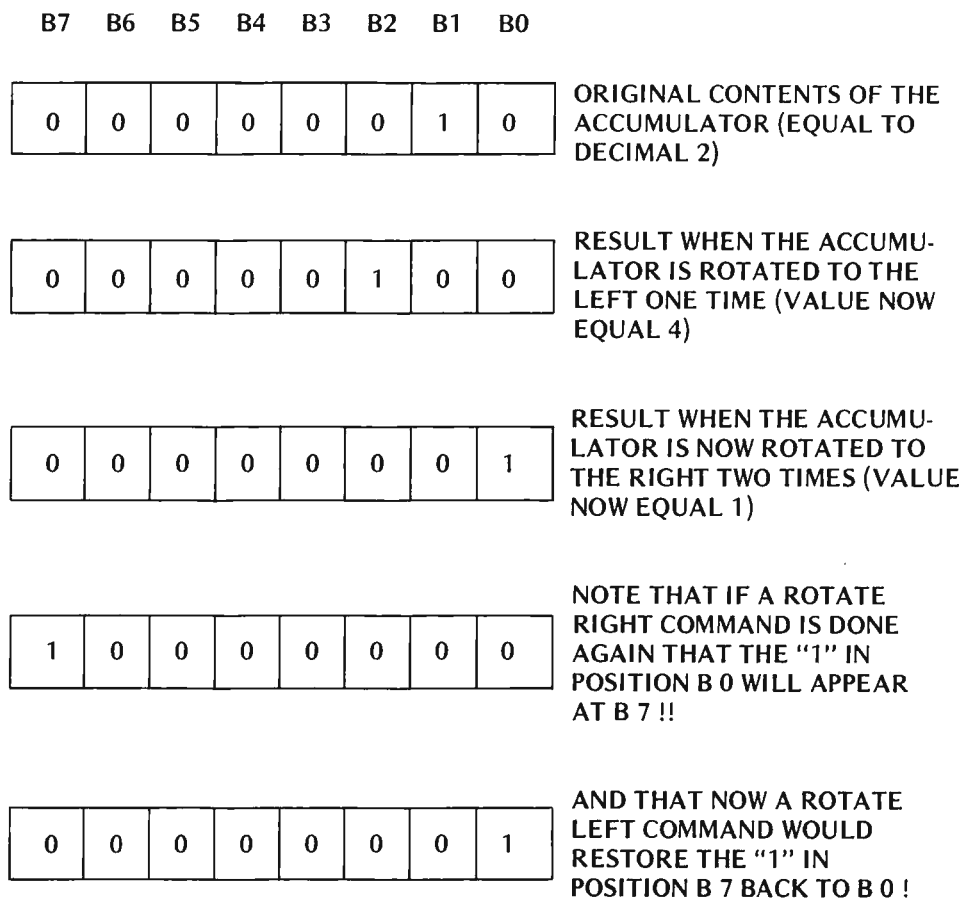 B7 B6 B5 B4 B3 B2 B1 B0
0 0 0 0 0 0 1 0
ORIGINAL CONTENTS OF THE
ACCUMULATOR (EQUAL TO
DECIMAL 2)
0 0 0 0 0 1 0 0
RESULT WHEN THE ACCUMU-
LATOR IS ROTATED TO THE
LEFT ONE TIME (VALUE NOW
EQUAL 4)
0 0 0 0 0 0 0 1
RESULT WHEN THE ACCUMU-
LATOR IS NOW ROTATED TO
THE RIGHT TWO TIMES (VALUE
NOW EQUAL 1)
1 0 0 0 0 0 0 0
NOTE THAT IF A ROTATE
RIGHT COMMAND IS DONE
AGAIN THAT THE “1” IN
POSITION B 0 WILL APPEAR
AT B 7 !!
0 0 0 0 0 0 0 1
AND THAT NOW A ROTATE
LEFT COMMAND WOULD
RESTORE THE “1” IN
POSITION B 7 BACK TO B 0 !